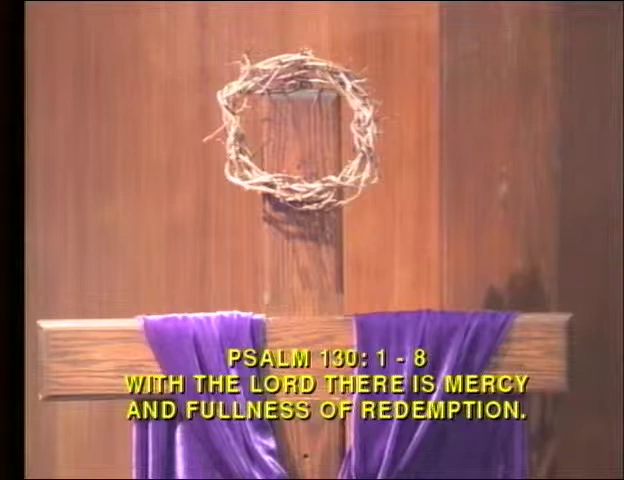 PSALM 130: 1 - 8
WITH THE LORD THERE IS MERCY
AND FULLNESS OF REDEMPTION.